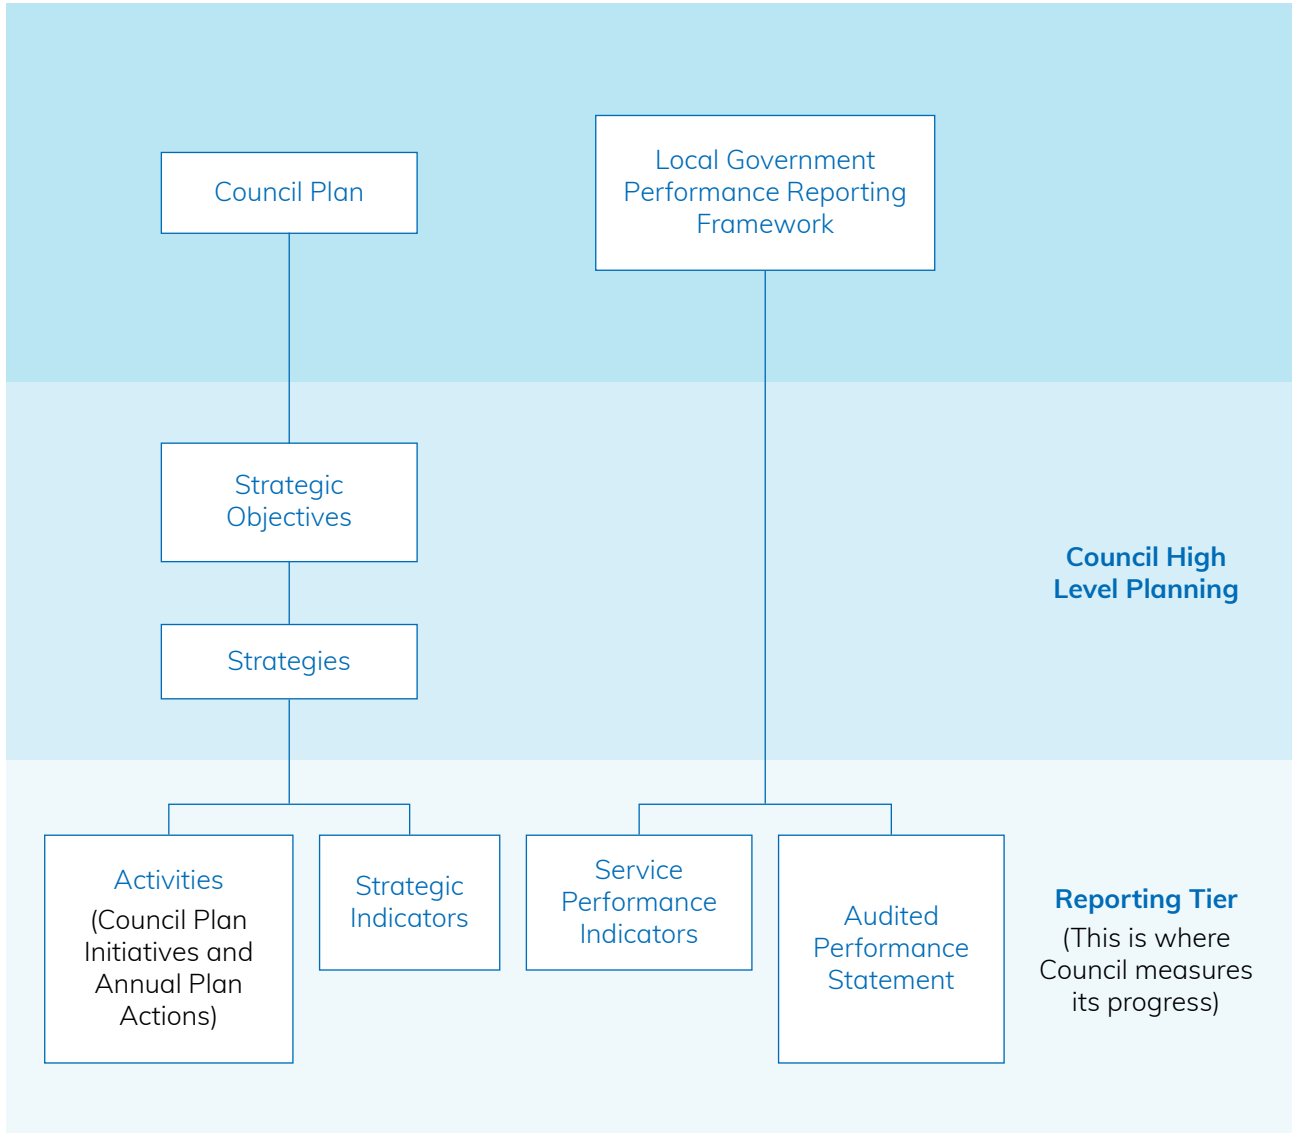 Council Plan
Local Government
Performance Reporting
Framework
Strategic
Objectives
Council High
Level Planning
Strategies
Activities
(Council Plan
Initiatives and
Annual Plan
Actions)
Strategic
Indicators
Service
Performance
Indicators
Audited
Performance
Statement
Reporting Tier
(This is where
Council measures
its progress)